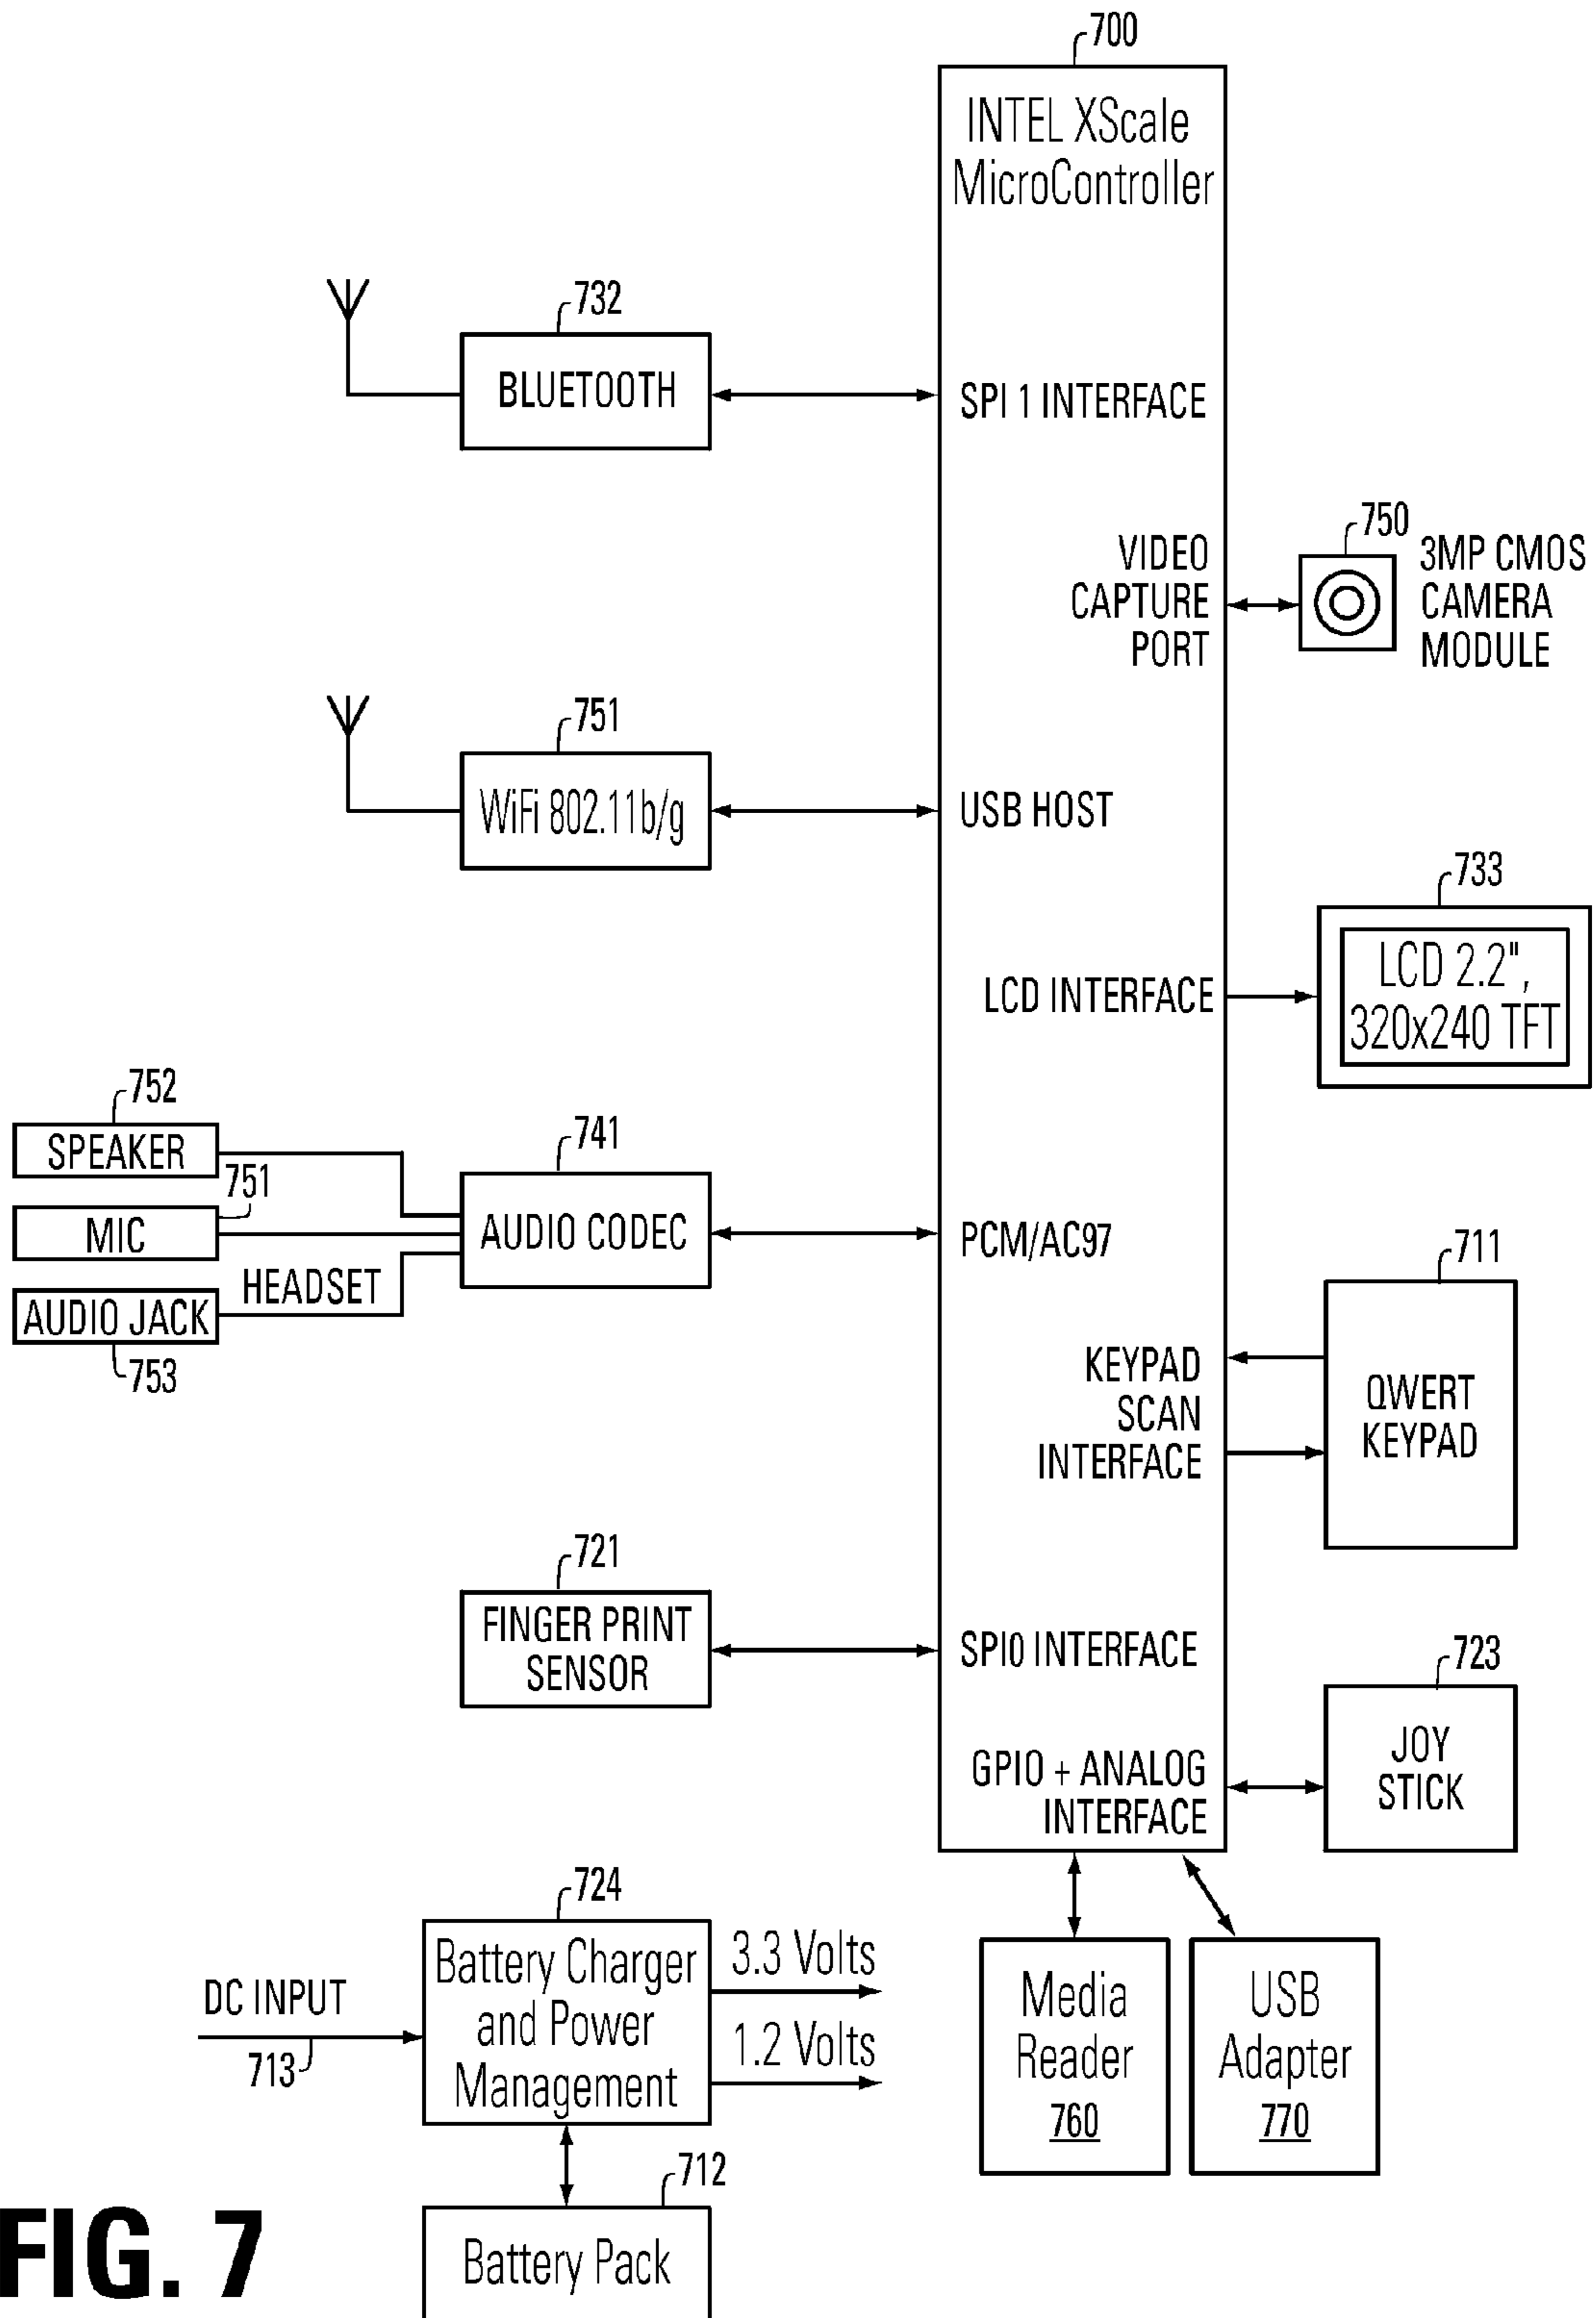 700
INTEL XScale
MicroController
732
BLUETOOTH
SPI 1 INTERFACE
750
VIDEO
CAPTURE
PORT
3MP CMOS
CAMERA
MODULE
751
WiFi 802.11b/g
USB HOST
733
LCD INTERFACE
LCD 2.2",
320x240 TFT
752
SPEAKER
751
MIC
HEADSET
AUDIO JACK
753
741
AUDIO CODEC
PCM/AC97
711
KEYPAD
SCAN
INTERFACE
QWERT
KEYPAD
721
FINGER PRINT
SENSOR
SPI0 INTERFACE
723
GPIO + ANALOG
INTERFACE
JOY
STICK
724
Battery Charger
and Power
Management
DC INPUT
713
3.3 Volts
1.2 Volts
Media
Reader
760
USB
Adapter
770
712
Battery Pack
FIG. 7